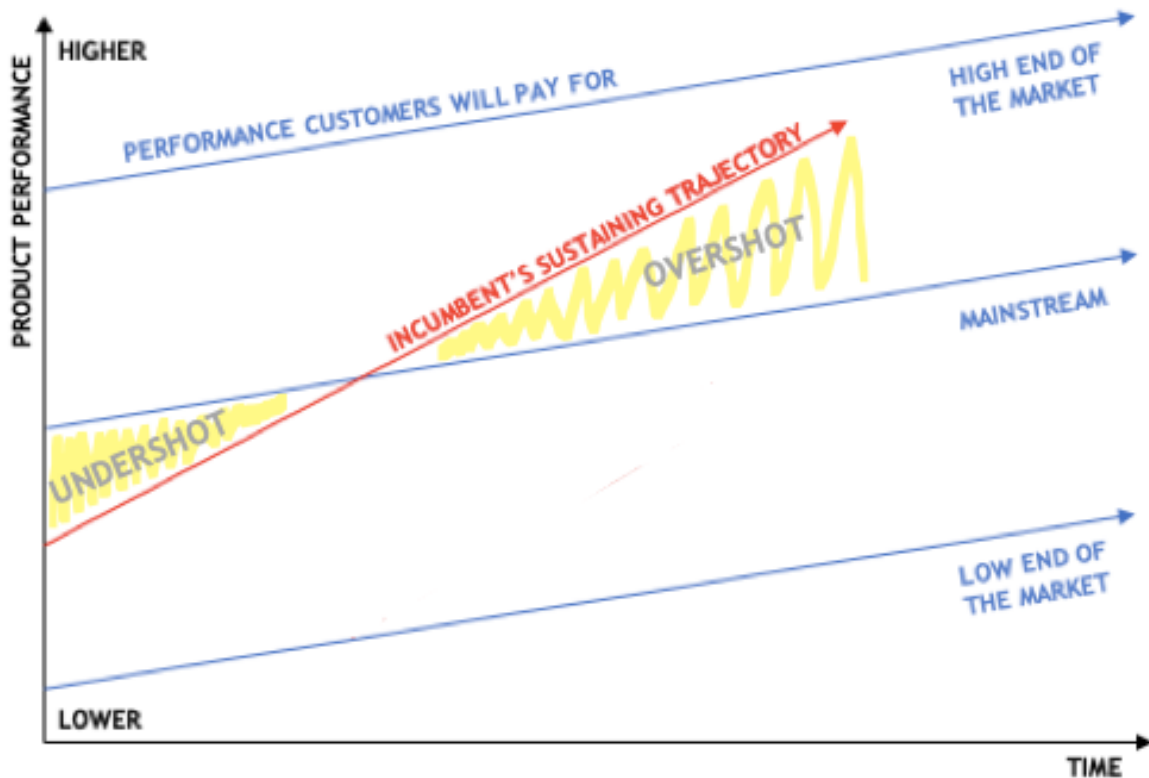 HIGHER
PRODUCT PERFORMANCE
PERFORMANCE CUSTOMERS WILL PAY FOR
HIGH END OF
THE MARKET
INCUMBENT'S SUSTAINING TRAJECTORY
OVERSHOT
MAINSTREAM
UNDERSHOT
LOW END OF
THE MARKET
LOWER
TIME